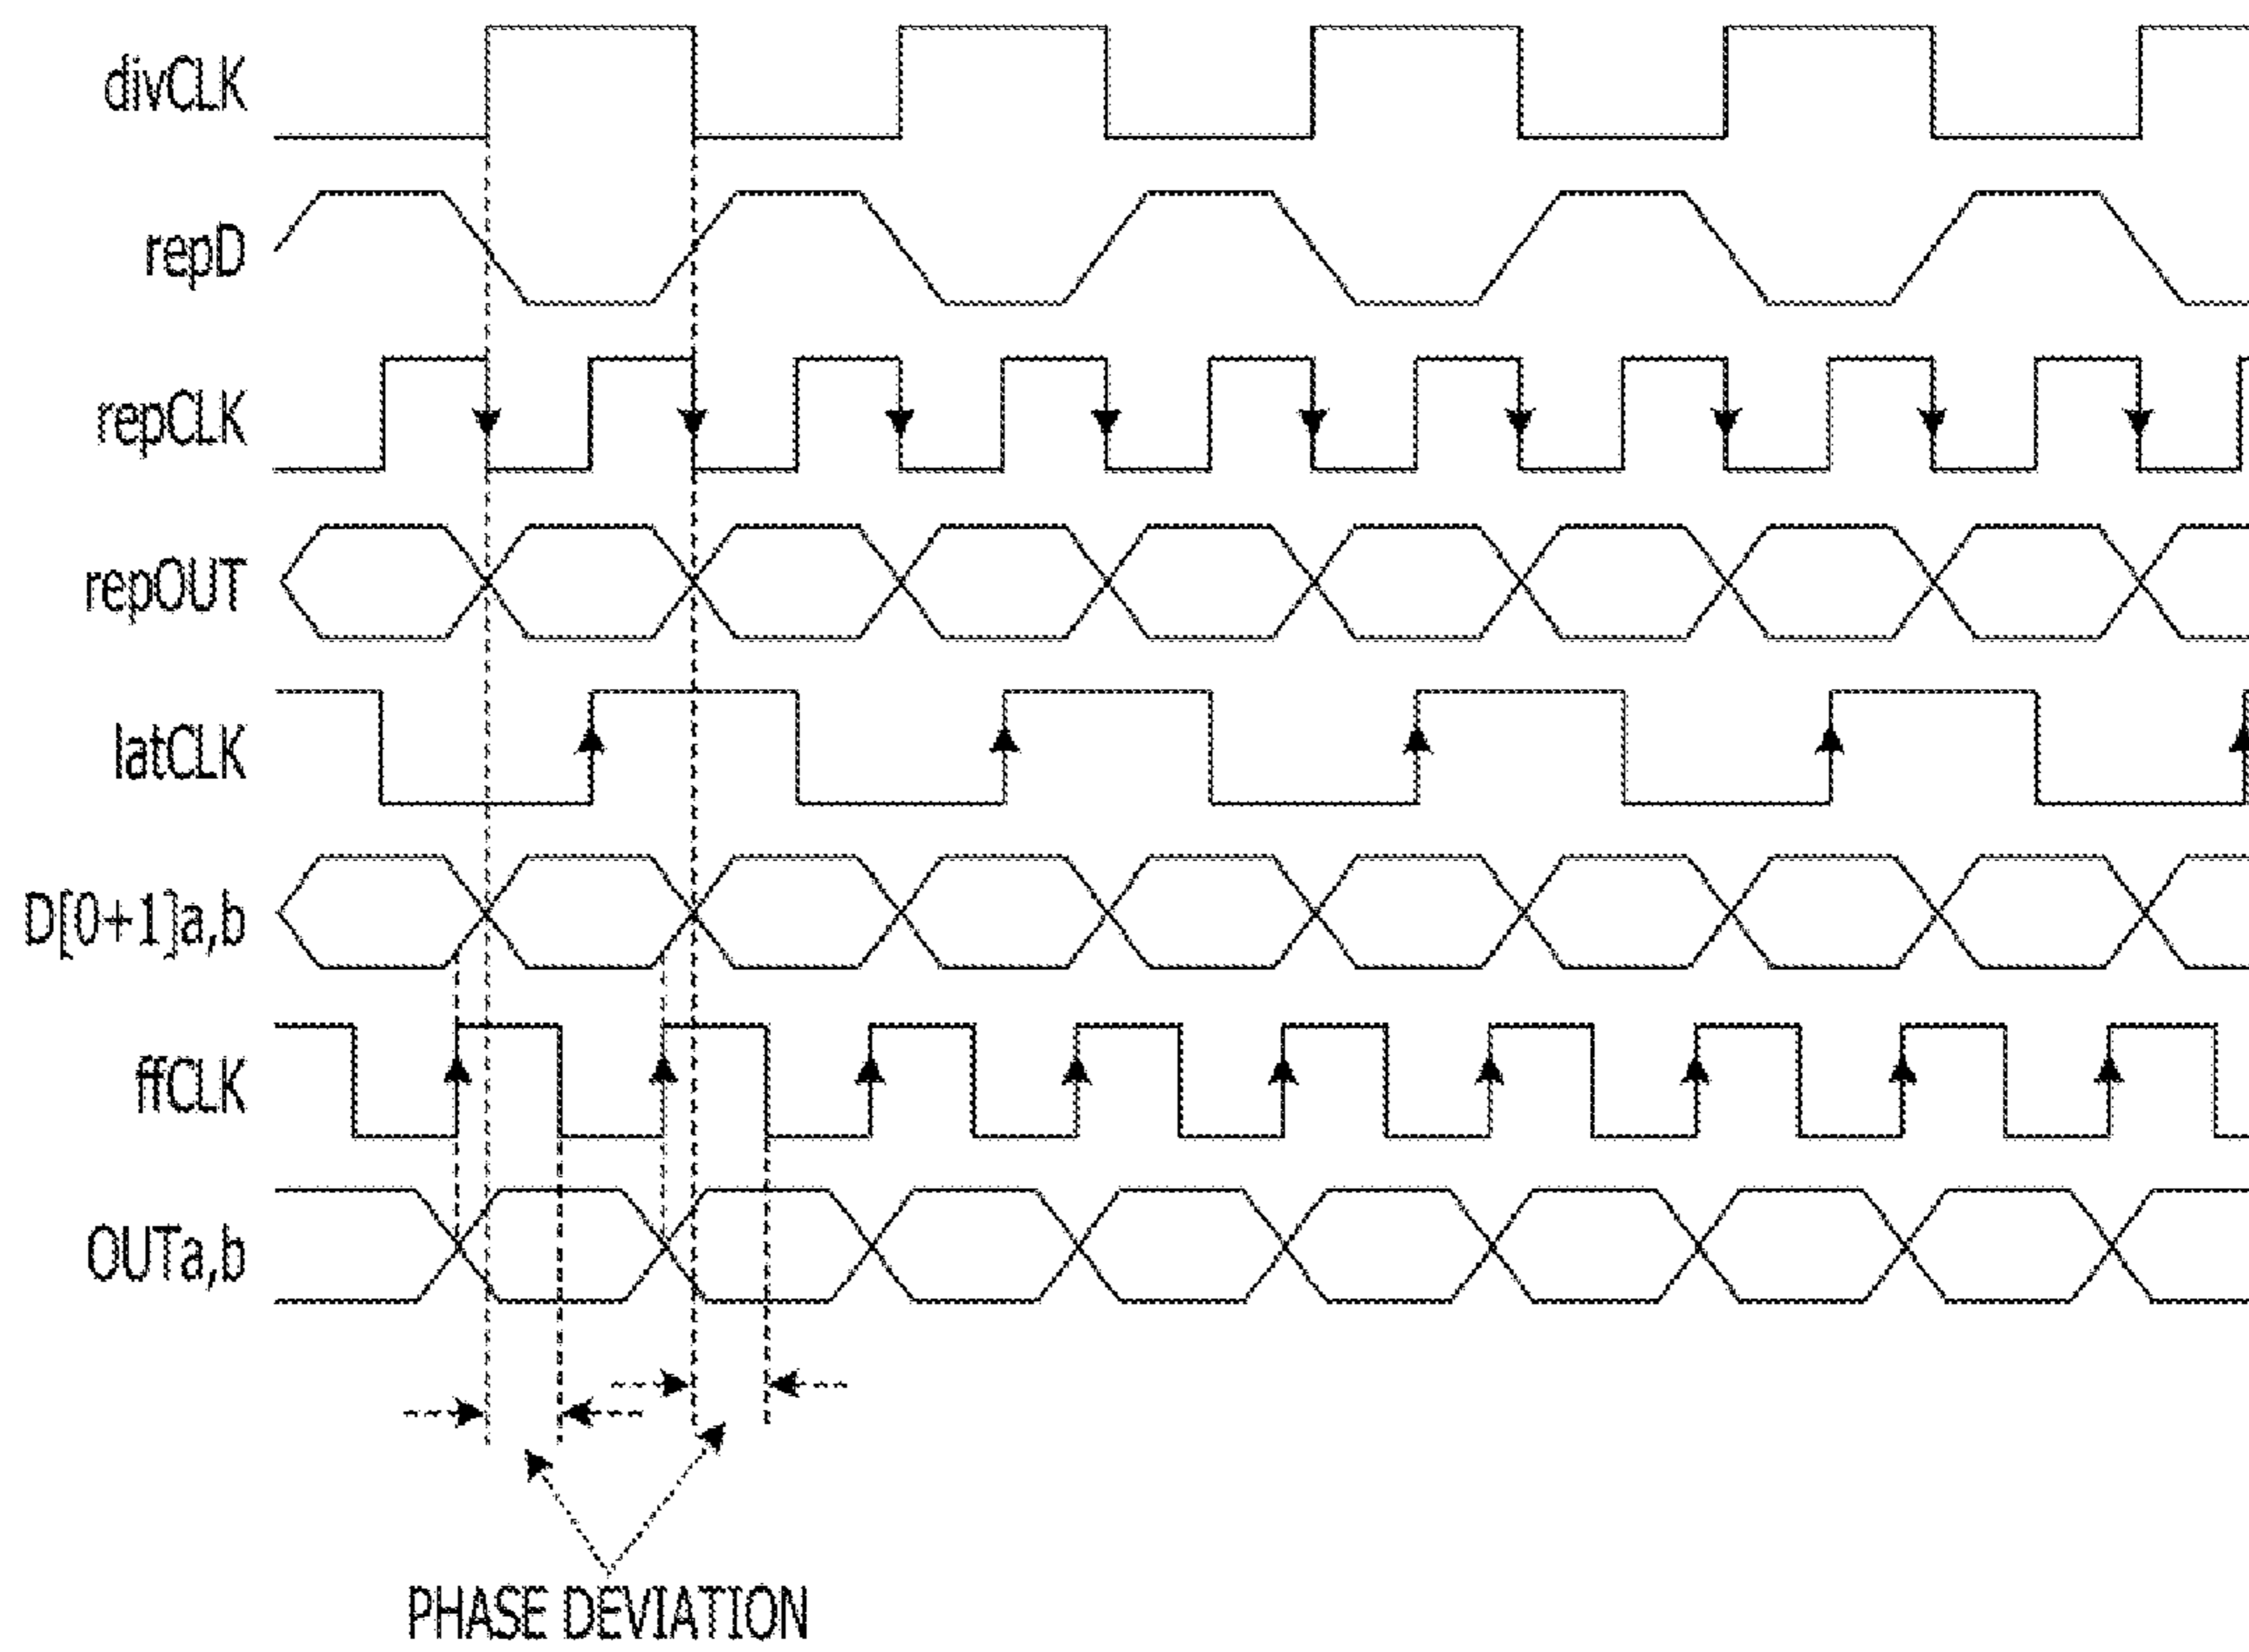 divCLK
repD
repCLK
repOUT
latCLK
D[0+1]a,b
ffCLK
OUTa,b
PHASE DEVIATION